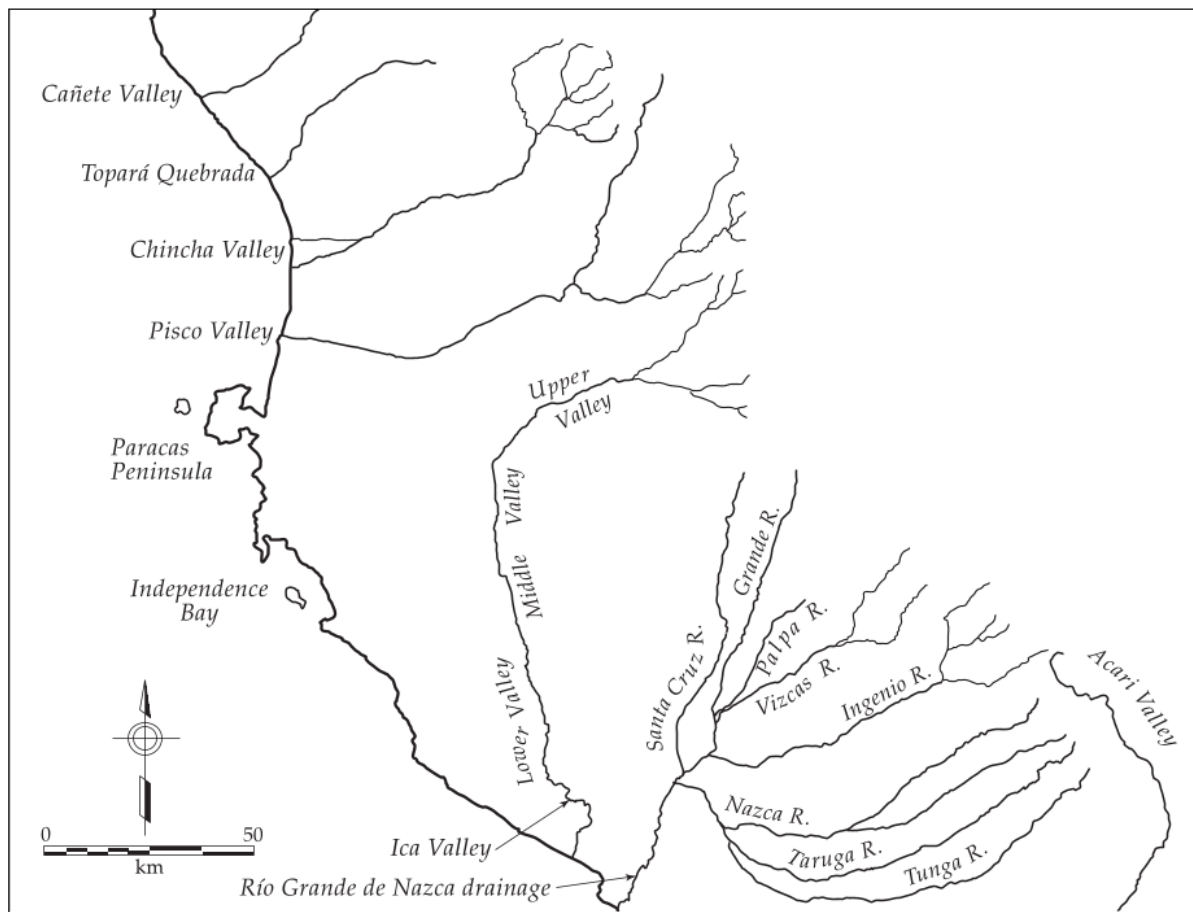 Cañete Valley
Topará Quebrada
Chincha Valley
Pisco Valley
Upper
Valley
Paracas
Peninsula
Middle Valley
Independence
Bay
Lower Valley
Santa Cruz R.
Grande R.
Palpa R.
Vizcas R.
Ingenio R.
Acari Valley
Nazca R.
Taruga R.
Tunga R.
0 50
km
Ica Valley
Río Grande de Nazca drainage